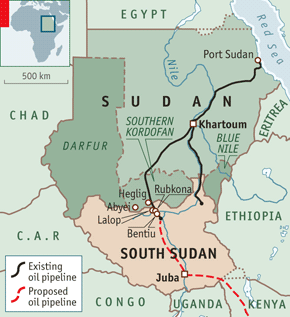 EGYPT
Red Sea
500 km
Port Sudan
Nile
SUDAN
CHAD
SOUTHERN
KORDOFAN
Khartoum
ERITREA
DARFUR
BLUE
NILE
Heglig
Rubkona
Abyei
Lalop
Bentiu
ETHIOPIA
C.A.R
SOUTH SUDAN
Juba
Existing
oil pipeline
Proposed
oil pipeline
CONGO
UGANDA
KENYA